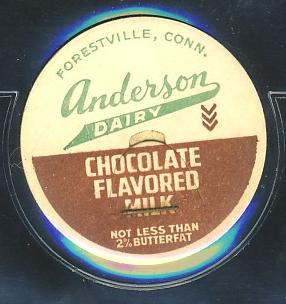 FORESTVILLE, CONN.
Anderson
DAIRY
CHOCOLATE
FLAVORED
MILK
NOT LESS THAN
2% BUTTERFAT